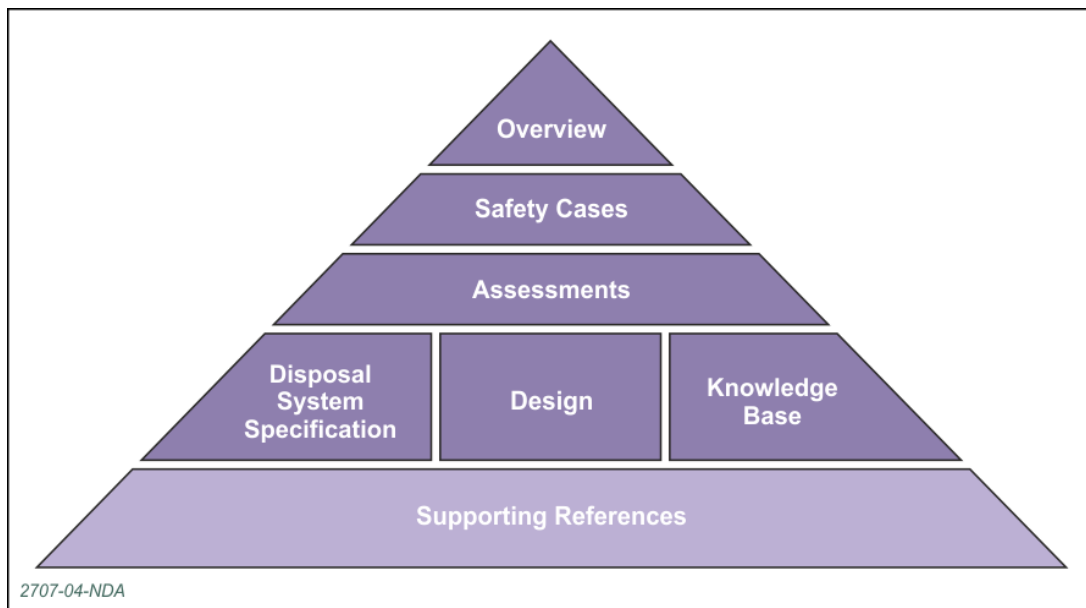 Overview
Safety Cases
Assessments
Disposal
System
Specification
Design
Knowledge
Base
Supporting References
2707-04-NDA